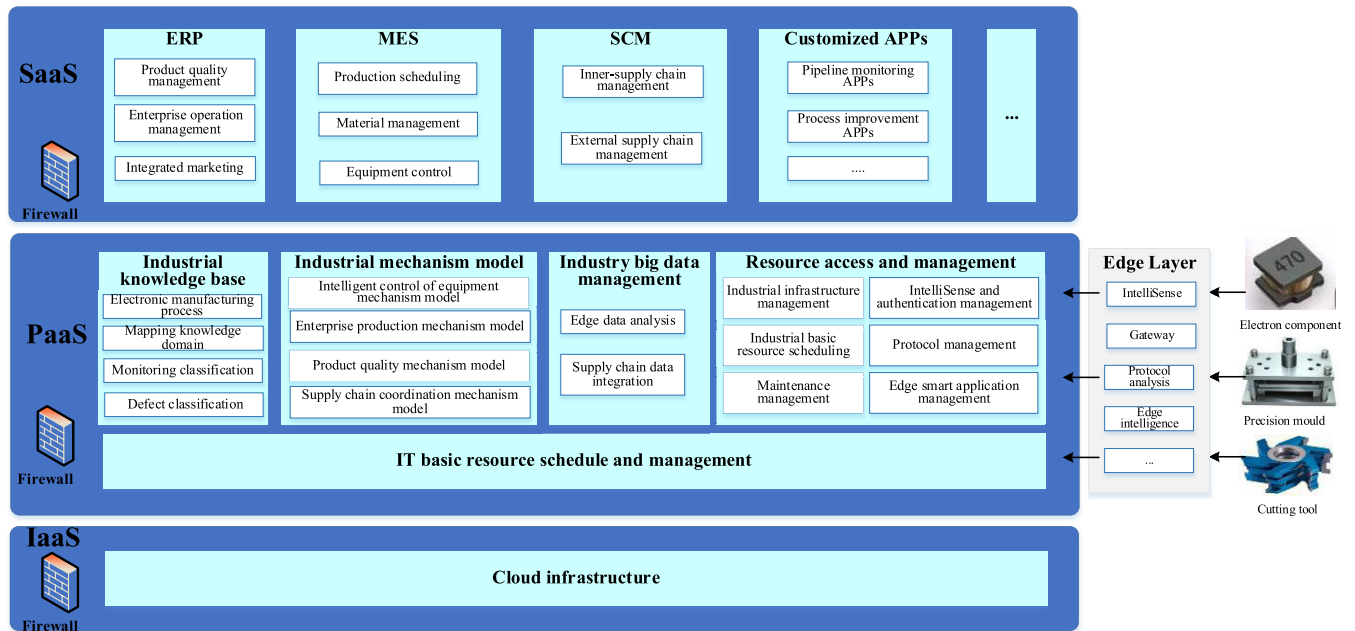 SaaS
Firewall
ERP
Product quality
management
Enterprise operation
management
Integrated marketing
MES
Production scheduling
Material management
Equipment control
SCM
Inner-supply chain
management
External supply chain
management
Customized APPs
Pipeline monitoring
APPs
Process improvement
APPs
....
...
PaaS
Firewall
Industrial
knowledge base
Electronic manufacturing
process
Mapping knowledge
domain
Monitoring classification
Defect classification
Industrial mechanism model
Intelligent control of equipment
mechanism model
Enterprise production mechanism model
Product quality mechanism model
Supply chain coordination mechanism
model
Industry big data
management
Edge data analysis
Supply chain data
integration
Resource access and management
Industrial infrastructure
management
IntelliSense and
authentication management
Industrial basic
resource scheduling
Protocol management
Maintenance
management
Edge smart application
management
IT basic resource schedule and management
Edge Layer
IntelliSense
Gateway
Protocol
analysis
Edge
intelligence
...
470
Electron component
Precision mould
Cutting tool
IaaS
Firewall
Cloud infrastructure